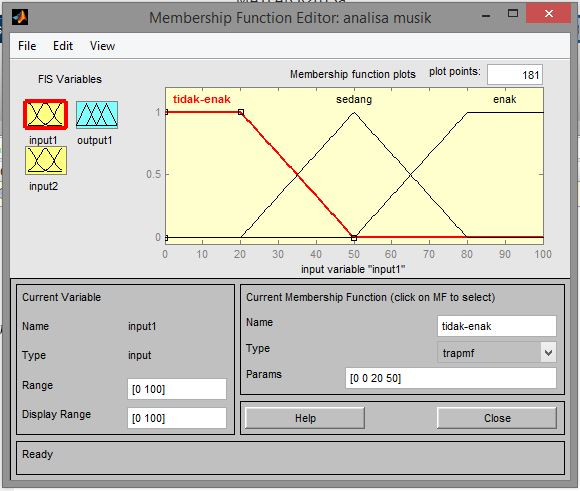 Membership Function Editor: analisa musik
File Edit View
FIS Variables
input1
output1
input2
Membership function plots
plot points:
181
tidak-enak
sedang
enak
1
0.5
0
0 10 20 30 40 50 60 70 80 90 100
input variable "input1"
Current Variable
Name input1
Type input
Range [0 100]
Display Range [0 100]
Current Membership Function (click on MF to select)
Name tidak-enak
Type trapmf
Params [0 0 20 50]
Help
Close
Ready